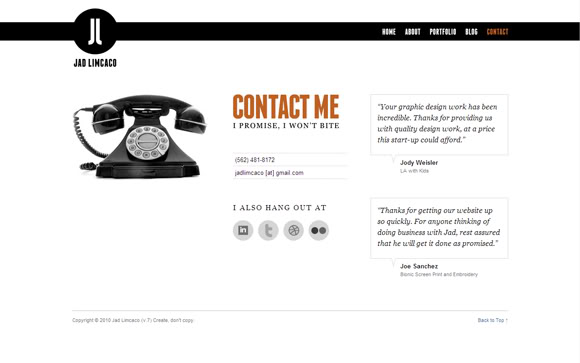 JL
JAD LIMCACO
HOME ABOUT PORTFOLIO BLOG CONTACT
CONTACT ME
I PROMISE, I WON'T BITE
(562) 481-8172
jadlimcaco [at] gmail.com
I ALSO HANG OUT AT
in
t
"Your graphic design work has been
incredible. Thanks for providing us
with quality design work, at a price
this start-up could afford."
Jody Weisler
LA with Kids
"Thanks for getting our website up
so quickly. For anyone thinking of
doing business with Jad, rest assured
that he will get it done as promised."
Joe Sanchez
Bionic Screen Print and Embroidery
Copyright © 2010 Jad Limcaco (v.7) Create, don't copy.
Back to Top ↑